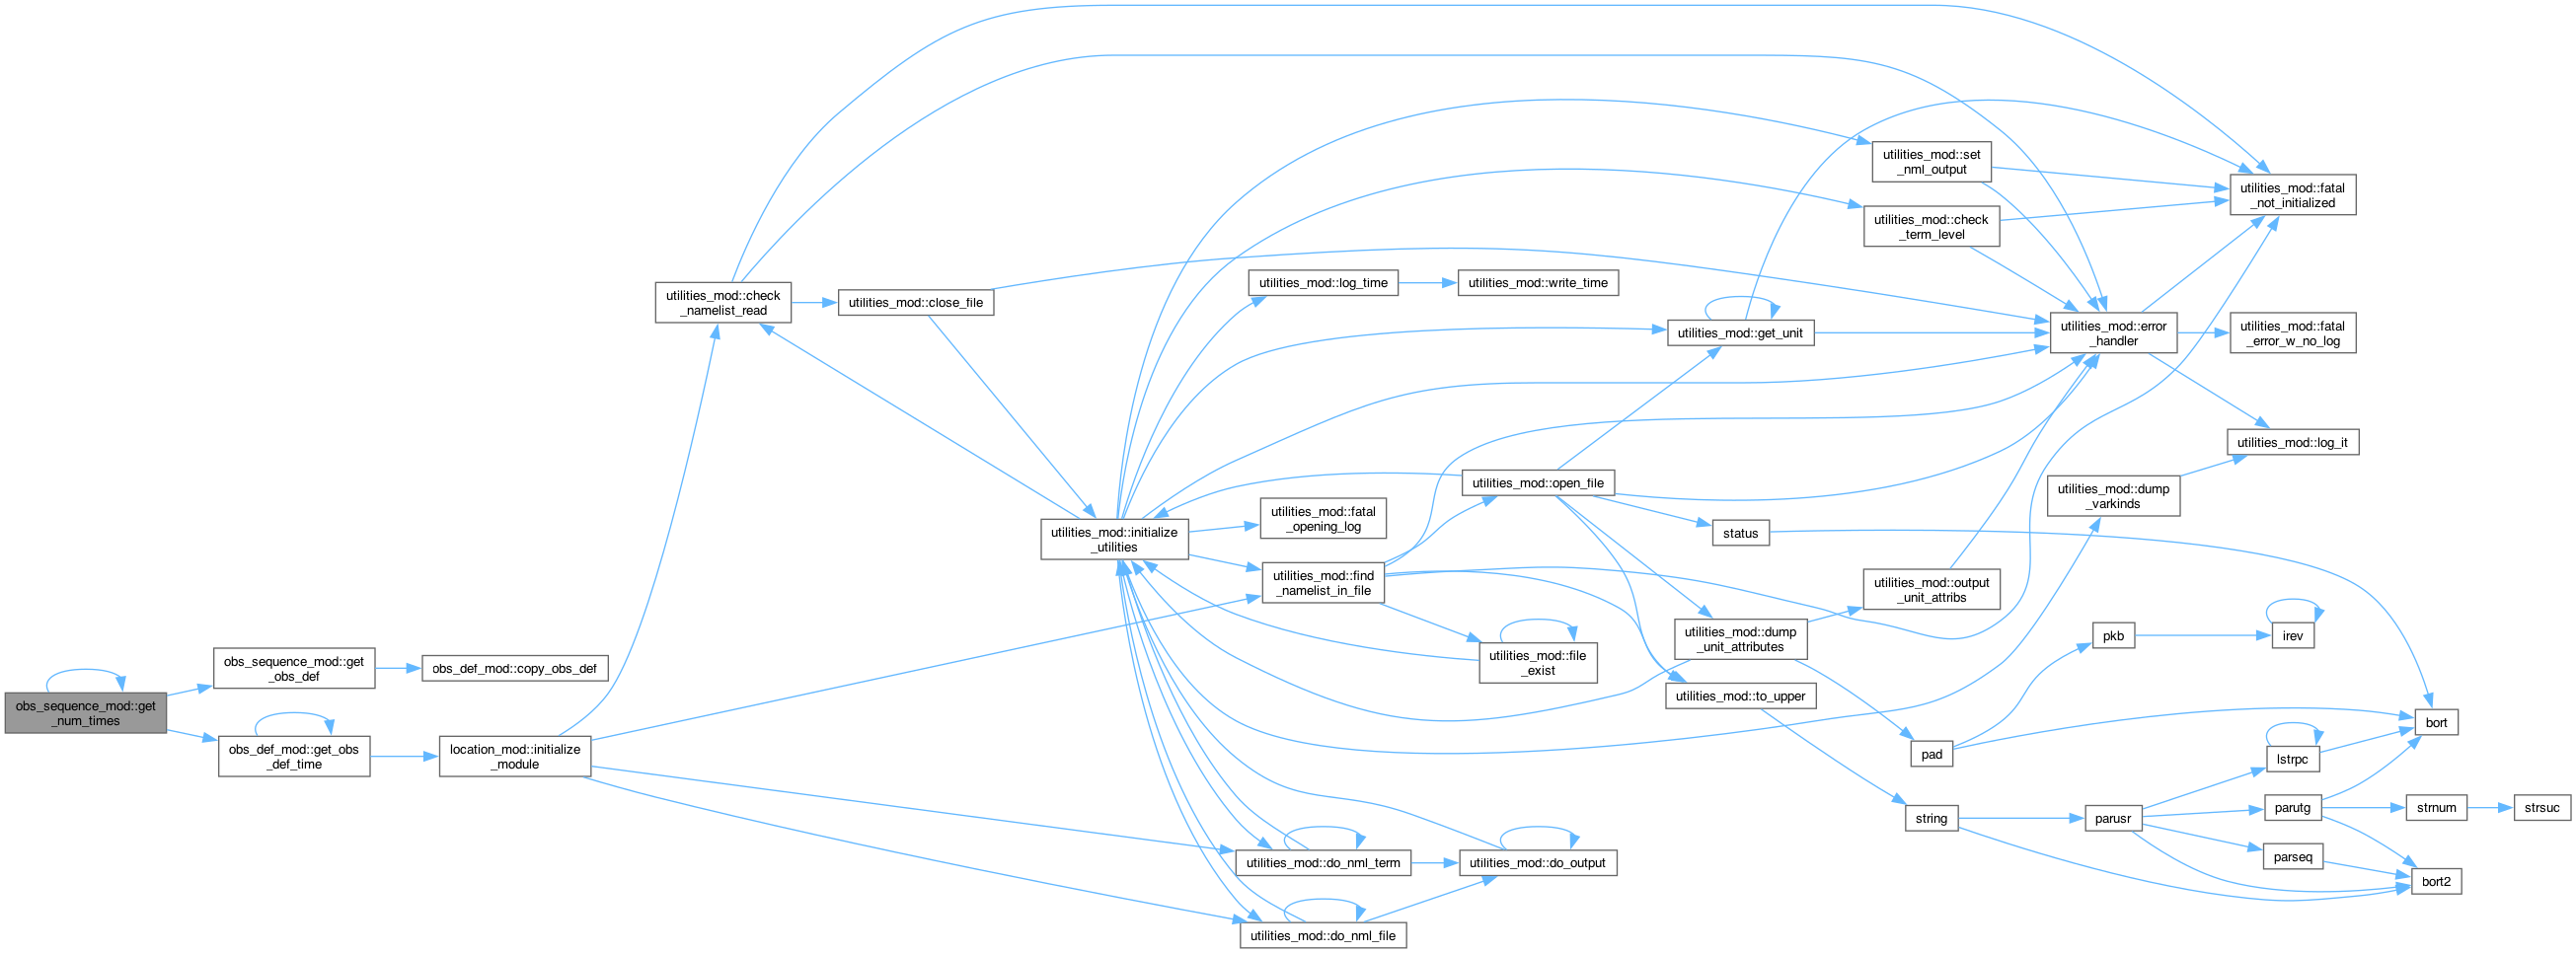 obs_sequence_mod::get
_num_times
obs_sequence_mod::get
_obs_def
obs_def_mod::copy_obs_def
obs_def_mod::get_obs
_def_time
location_mod::initialize
_module
utilities_mod::check
_namelist_read
utilities_mod::close_file
utilities_mod::initialize
_utilities
utilities_mod::log_time
utilities_mod::write_time
utilities_mod::fatal
_opening_log
utilities_mod::find
_namelist_in_file
utilities_mod::open_file
utilities_mod::file
_exist
utilities_mod::do_nml_term
utilities_mod::do_output
utilities_mod::do_nml_file
utilities_mod::get_unit
status
utilities_mod::dump
_unit_attributes
utilities_mod::to_upper
utilities_mod::set
_nml_output
utilities_mod::check
_term_level
utilities_mod::output
_unit_attribs
pad
string
utilities_mod::error
_handler
utilities_mod::dump
_varkinds
pkb
parusr
utilities_mod::fatal
_not_initialized
utilities_mod::fatal
_error_w_no_log
utilities_mod::log_it
irev
lstrpc
parutg
parseq
bort
strnum
bort2
strsuc